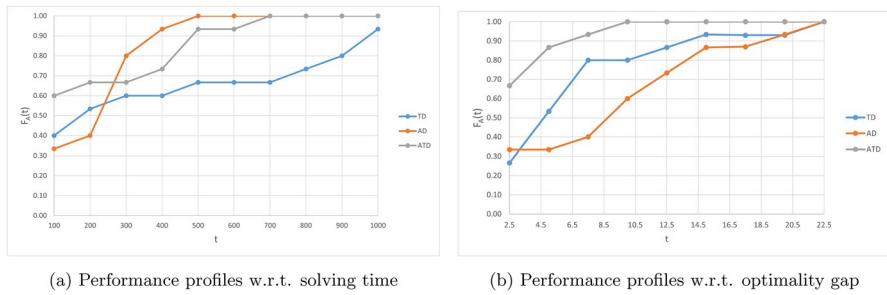 1.00
0.90
0.80
0.70
0.60
0.50
0.40
0.30
0.20
0.10
0.00
F_A(t)
100 200 300 400 500 600 700 800 900 1000
t
TD
AD
ATD
(a) Performance profiles w.r.t. solving time
1.00
0.90
0.80
0.70
0.60
0.50
0.40
0.30
0.20
0.10
0.00
F_A(t)
2.5 4.5 6.5 8.5 10.5 12.5 14.5 16.5 18.5 20.5 22.5
t
TD
AD
ATD
(b) Performance profiles w.r.t. optimality gap